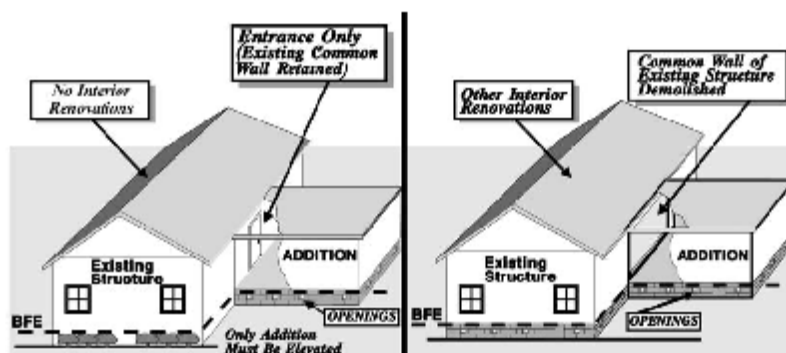 Entrance Only
(Existing Common
Wall Retained)
No Interior
Renovations
ADDITION
Existing
Structure
BFE
OPENINGS
Only Addition
Must Be Elevated
Common Wall of
Existing Structure
Demolished
Other Interior
Renovations
ADDITION
Existing
Structure
BFE
OPENINGS